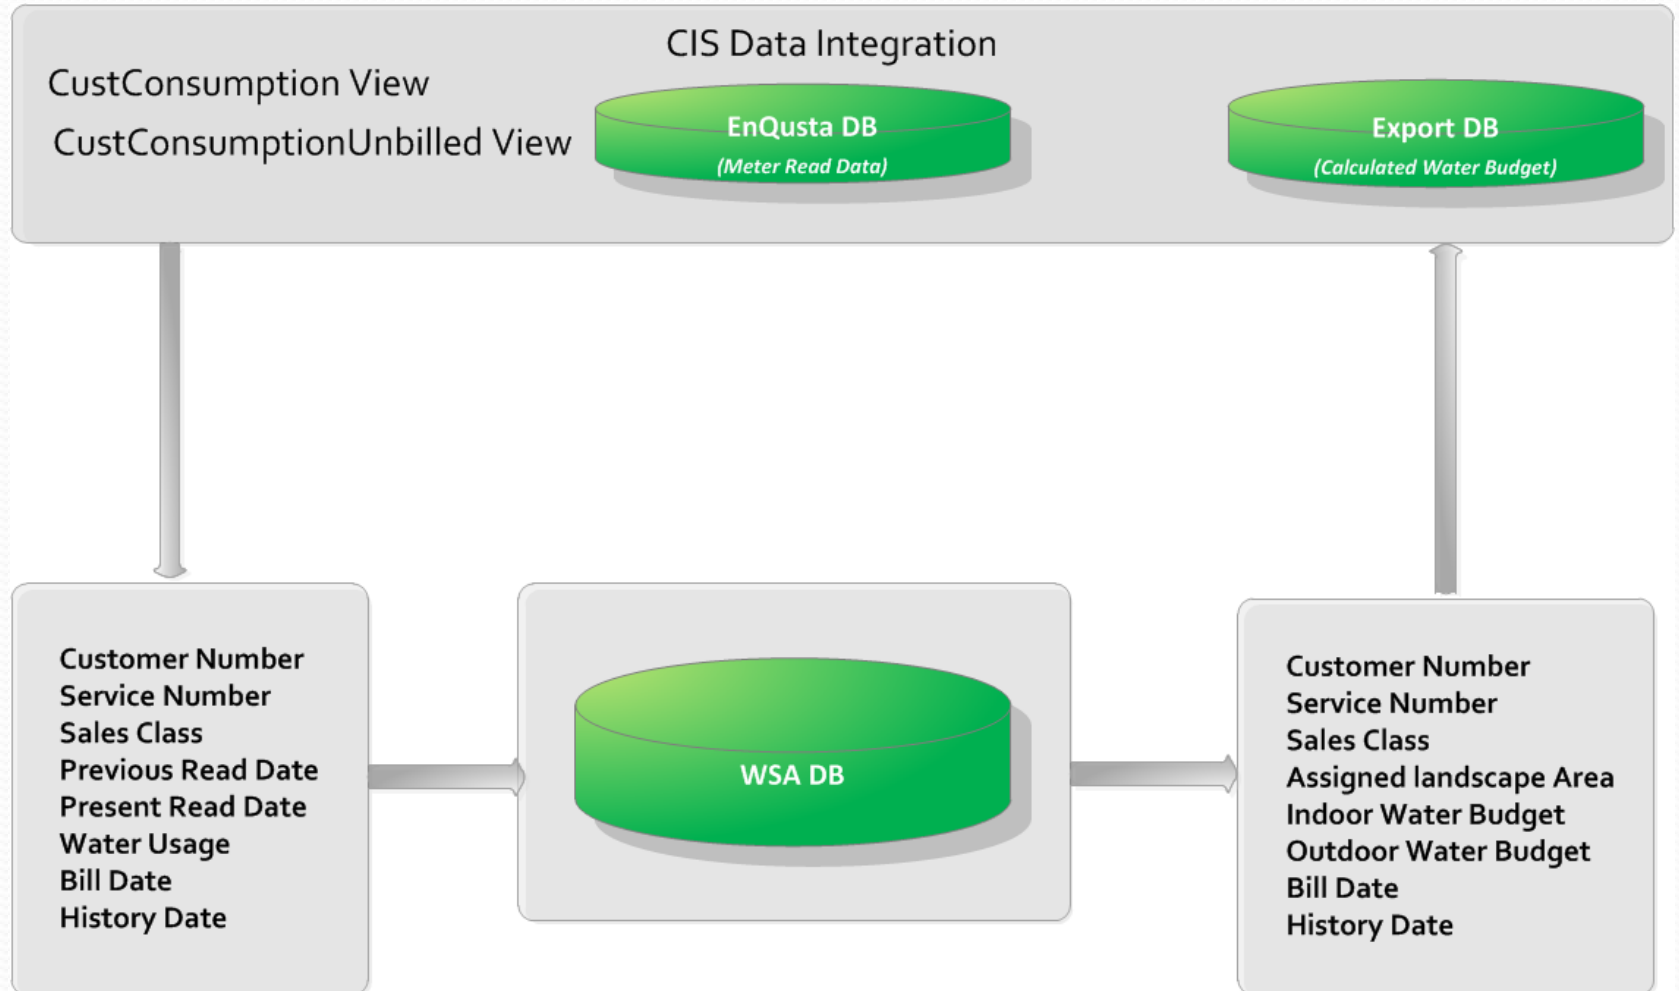 CIS Data Integration
CustConsumption View
CustConsumptionUnbilled View
EnQusta DB
(Meter Read Data)
Export DB
(Calculated Water Budget)
Customer Number
Service Number
Sales Class
Previous Read Date
Present Read Date
Water Usage
Bill Date
History Date
WSA DB
Customer Number
Service Number
Sales Class
Assigned landscape Area
Indoor Water Budget
Outdoor Water Budget
Bill Date
History Date